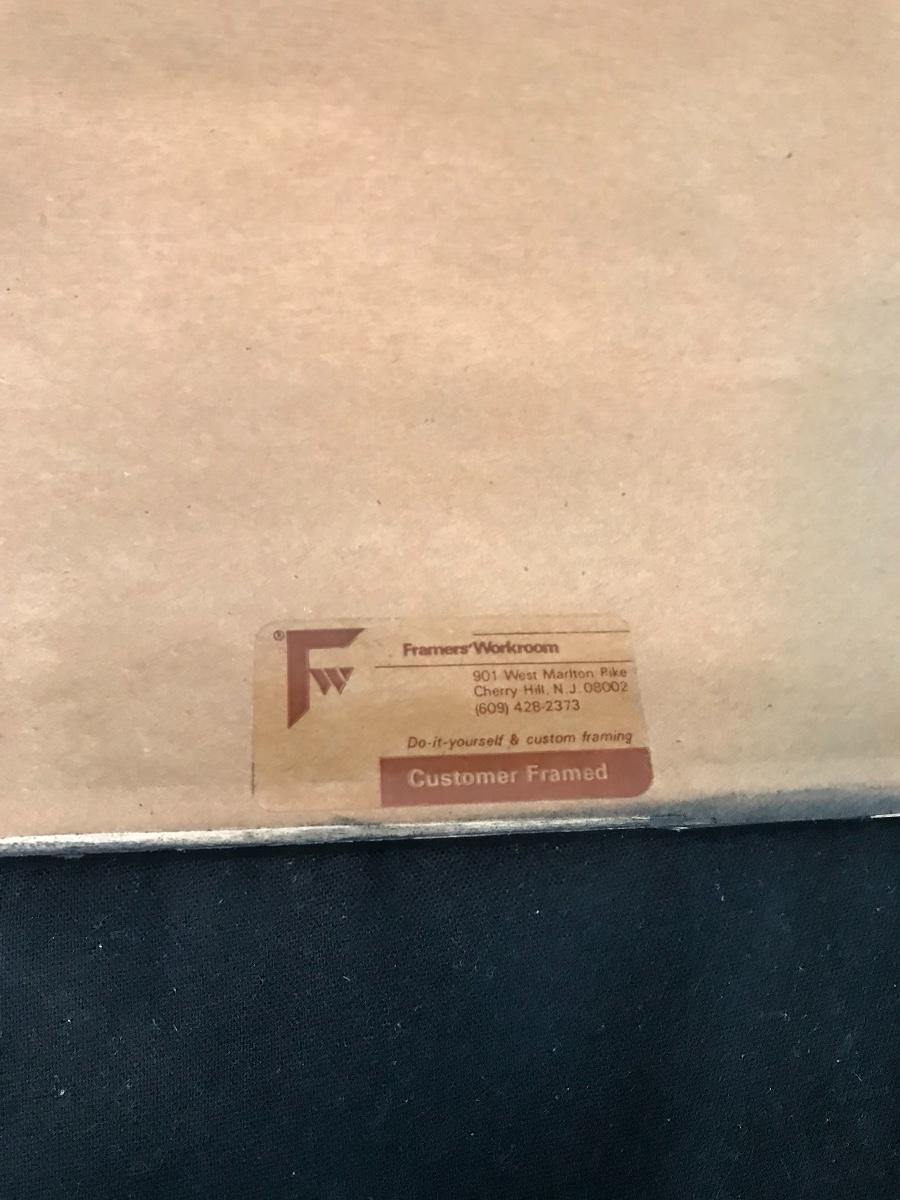 ®
FW
Framers' Workroom
901 West Marlton Pike
Cherry Hill, N.J. 08002
(609) 428-2373
Do-it-yourself & custom framing
Customer Framed